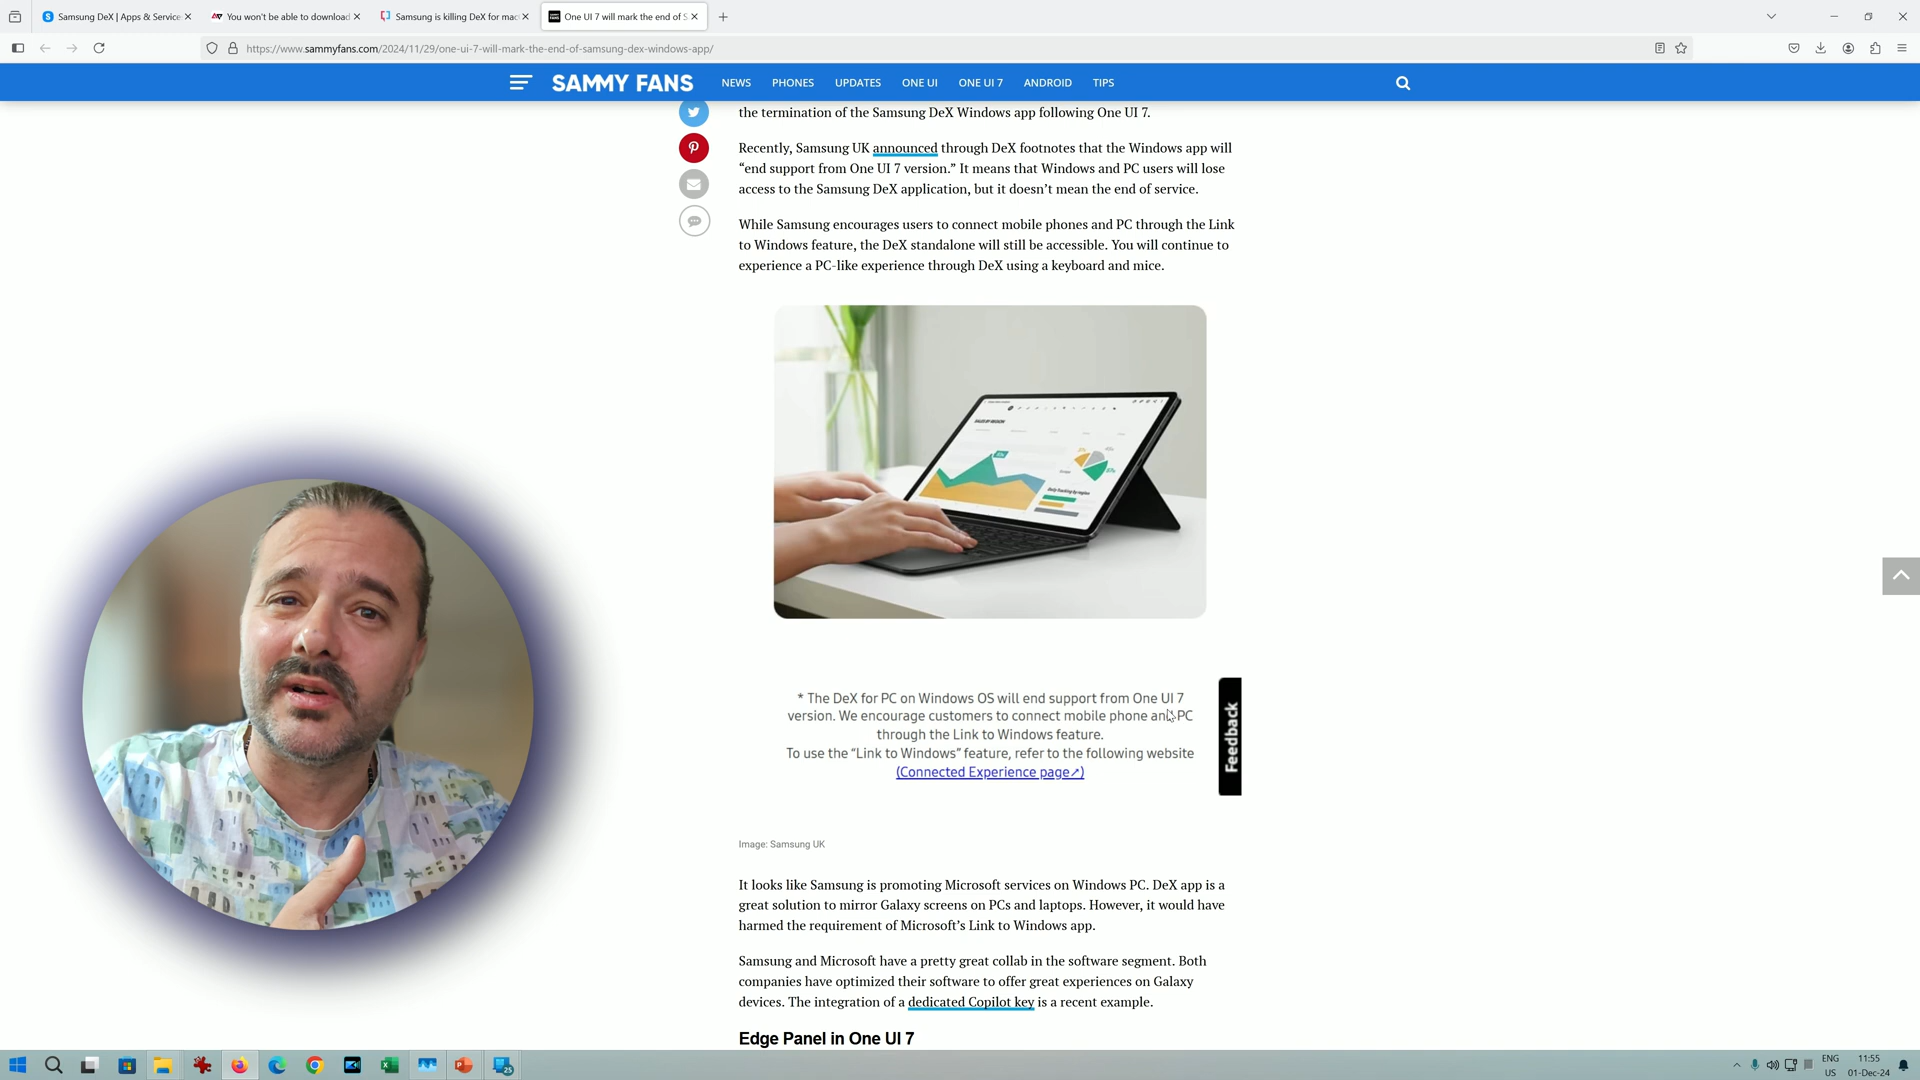 Samsung DeX | Apps & Service
You won't be able to download
Samsung is killing DeX for mac
One UI 7 will mark the end of S
https://www.sammyfans.com/2024/11/29/one-ui-7-will-mark-the-end-of-samsung-dex-windows-app/
SAMMY FANS NEWS PHONES UPDATES ONE UI ONE UI 7 ANDROID TIPS
the termination of the Samsung DeX Windows app following One UI 7.
Recently, Samsung UK announced through DeX footnotes that the Windows app will
“end support from One UI 7 version.” It means that Windows and PC users will lose
access to the Samsung DeX application, but it doesn’t mean the end of service.
While Samsung encourages users to connect mobile phones and PC through the Link
to Windows feature, the DeX standalone will still be accessible. You will continue to
experience a PC-like experience through DeX using a keyboard and mice.
* The DeX for PC on Windows OS will end support from One UI 7
version. We encourage customers to connect mobile phone and PC
through the Link to Windows feature.
To use the “Link to Windows” feature, refer to the following website
(Connected Experience page↗)
Feedback
Image: Samsung UK
It looks like Samsung is promoting Microsoft services on Windows PC. DeX app is a
great solution to mirror Galaxy screens on PCs and laptops. However, it would have
harmed the requirement of Microsoft’s Link to Windows app.
Samsung and Microsoft have a pretty great collab in the software segment. Both
companies have optimized their software to offer great experiences on Galaxy
devices. The integration of a dedicated Copilot key is a recent example.
Edge Panel in One UI 7
25
ENG
US
11:55
01-Dec-24